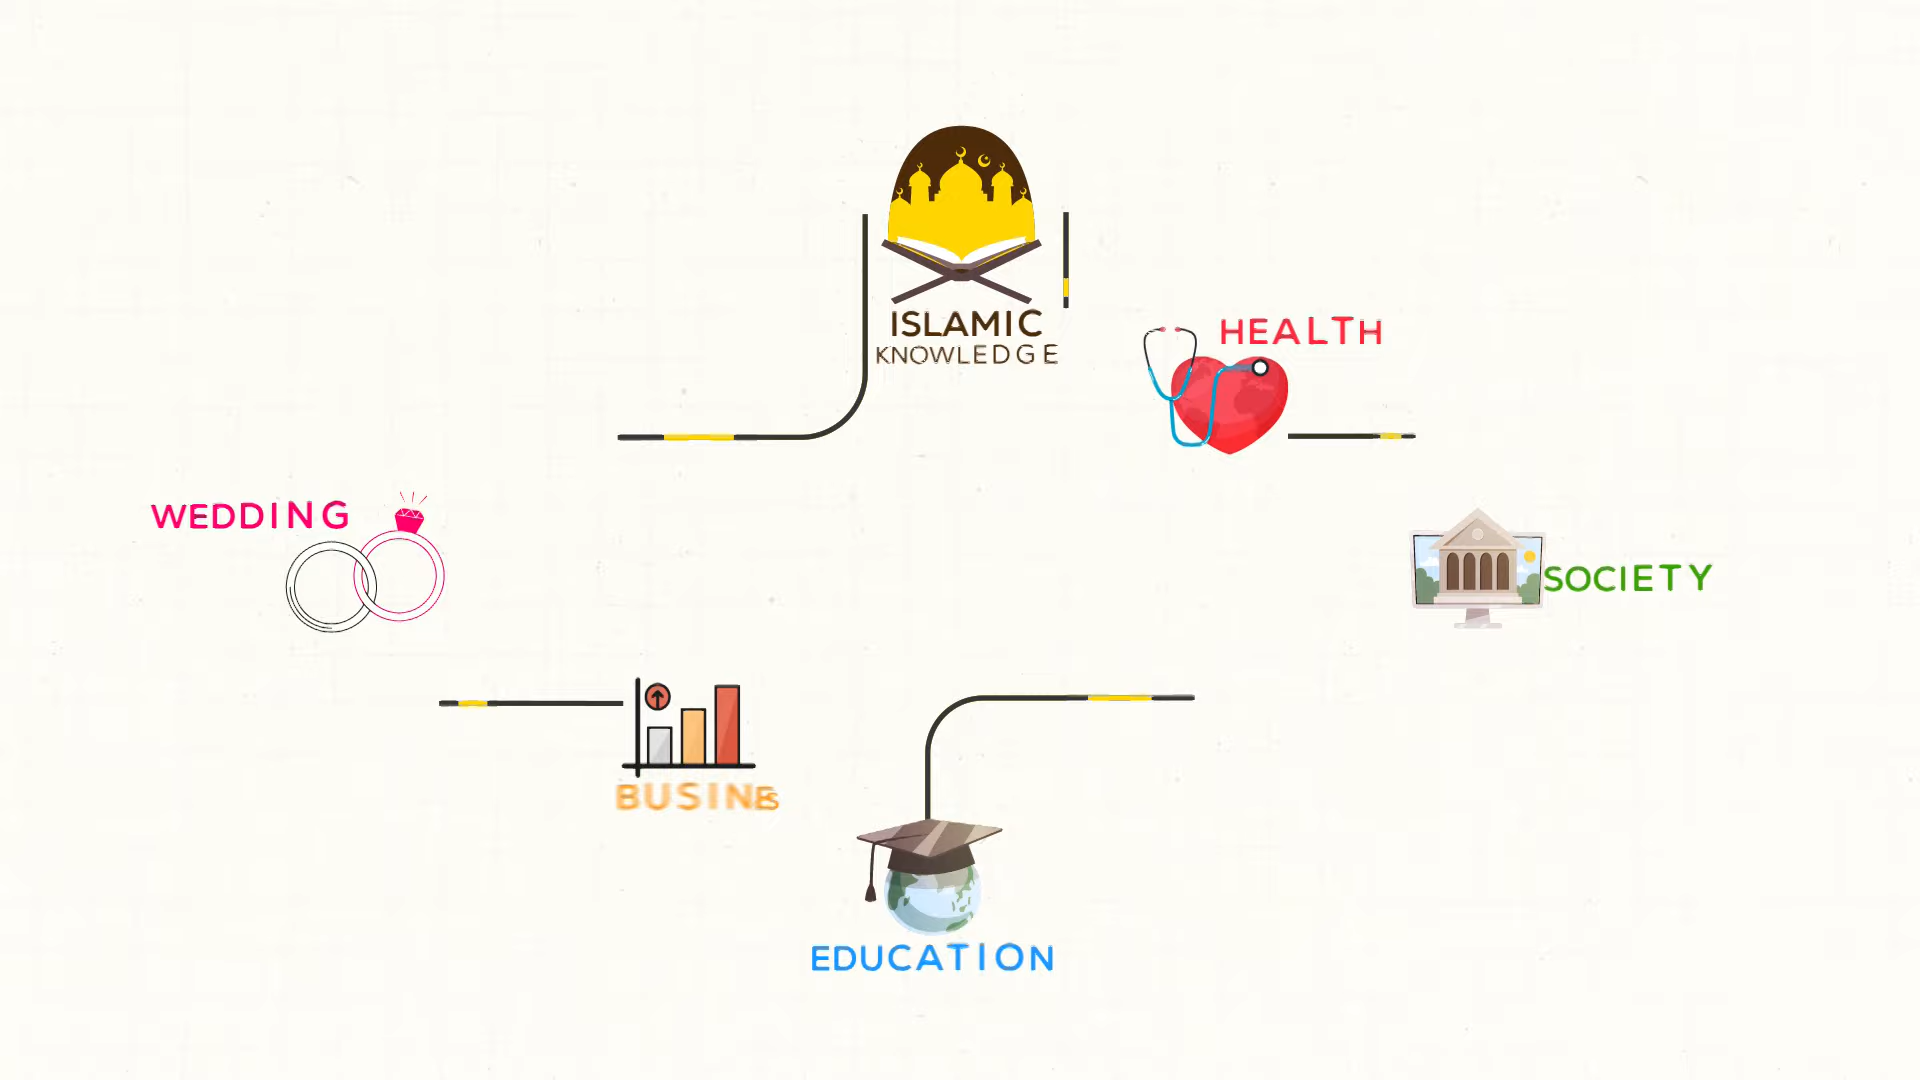 ISLAMIC
KNOWLEDGE
HEALTH
WEDDING
SOCIETY
EDUCATION